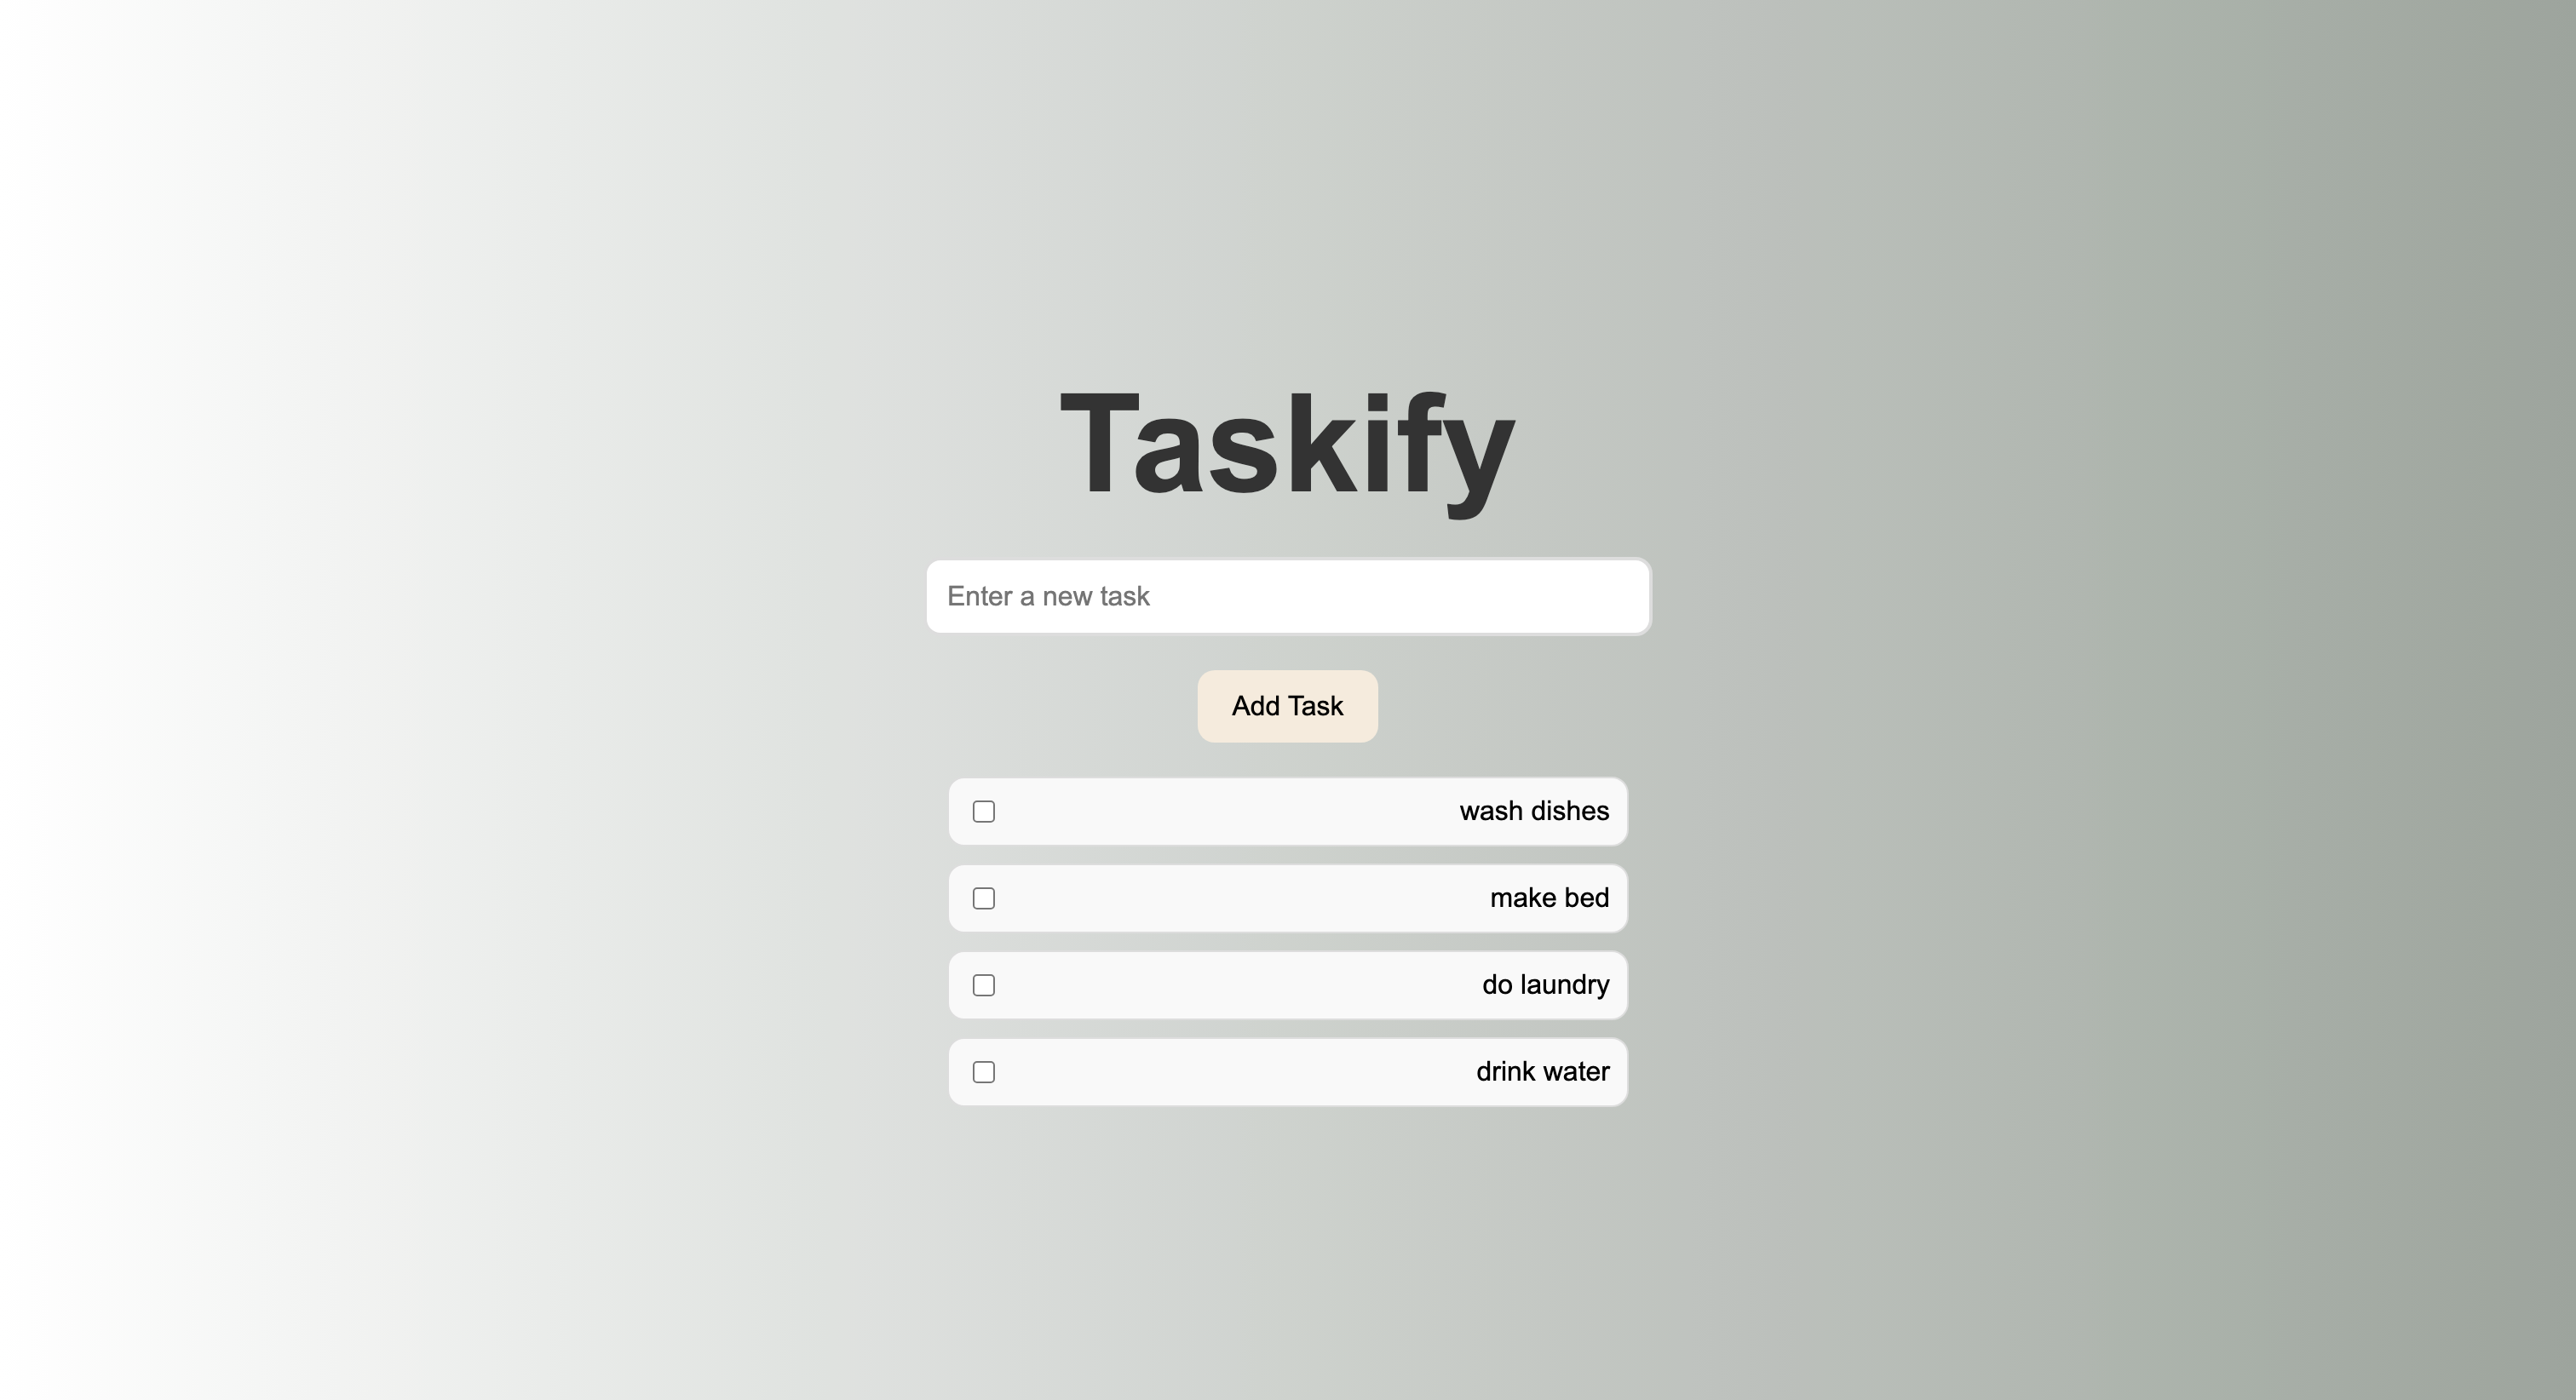 Taskify
Enter a new task
Add Task
wash dishes
make bed
do laundry
drink water